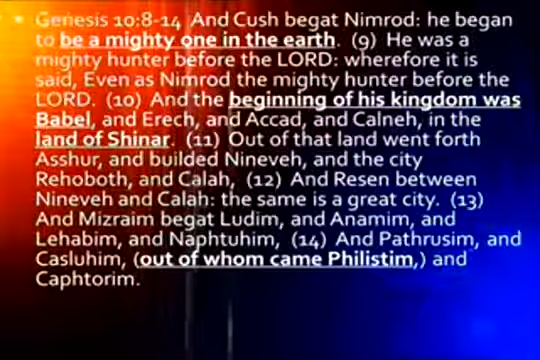 • Genesis 10:8-14  And Cush begat Nimrod: he began
to be a mighty one in the earth.  (9)  He was a
mighty hunter before the LORD: wherefore it is
said, Even as Nimrod the mighty hunter before the
LORD.  (10)  And the beginning of his kingdom was
Babel, and Erech, and Accad, and Calneh, in the
land of Shinar.  (11)  Out of that land went forth
Asshur, and builded Nineveh, and the city
Rehoboth, and Calah,  (12)  And Resen between
Nineveh and Calah: the same is a great city.  (13)
And Mizraim begat Ludim, and Anamim, and
Lehabim, and Naphtuhim,  (14)  And Pathrusim, and
Casluhim, (out of whom came Philistim,) and
Caphtorim.